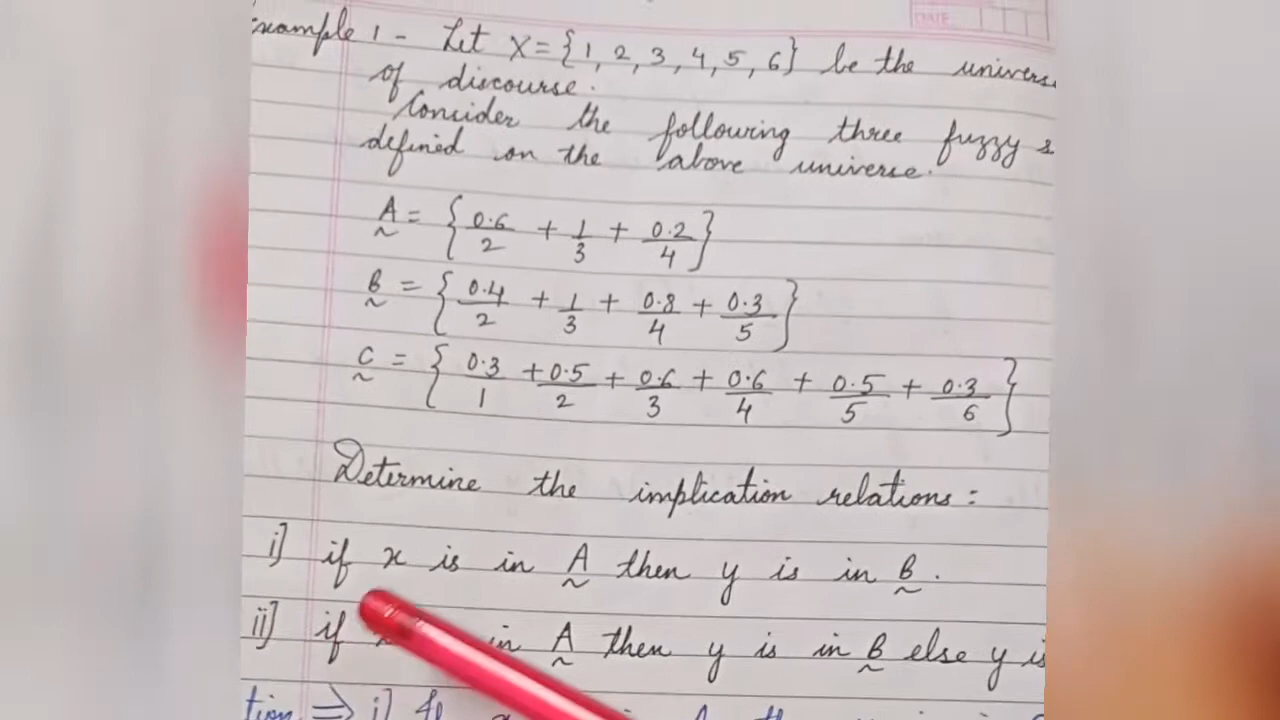 DATE
Example 1 - Let X = {1, 2, 3, 4, 5, 6} be the univers
of discourse.
Concider the following three fuzzy s
defined on the above universe.
A̰ = {0.6/2 + 1/3 + 0.2/4}
B̰ = {0.4/2 + 1/3 + 0.8/4 + 0.3/5}
C̰ = {0.3/1 + 0.5/2 + 0.6/3 + 0.6/4 + 0.5/5 + 0.3/6}
Determine the implication relations:
i] if x is in A̰ then y is in B̰.
ii] if in A̰ then y is in B̰ else y is
tion ⇒ i]